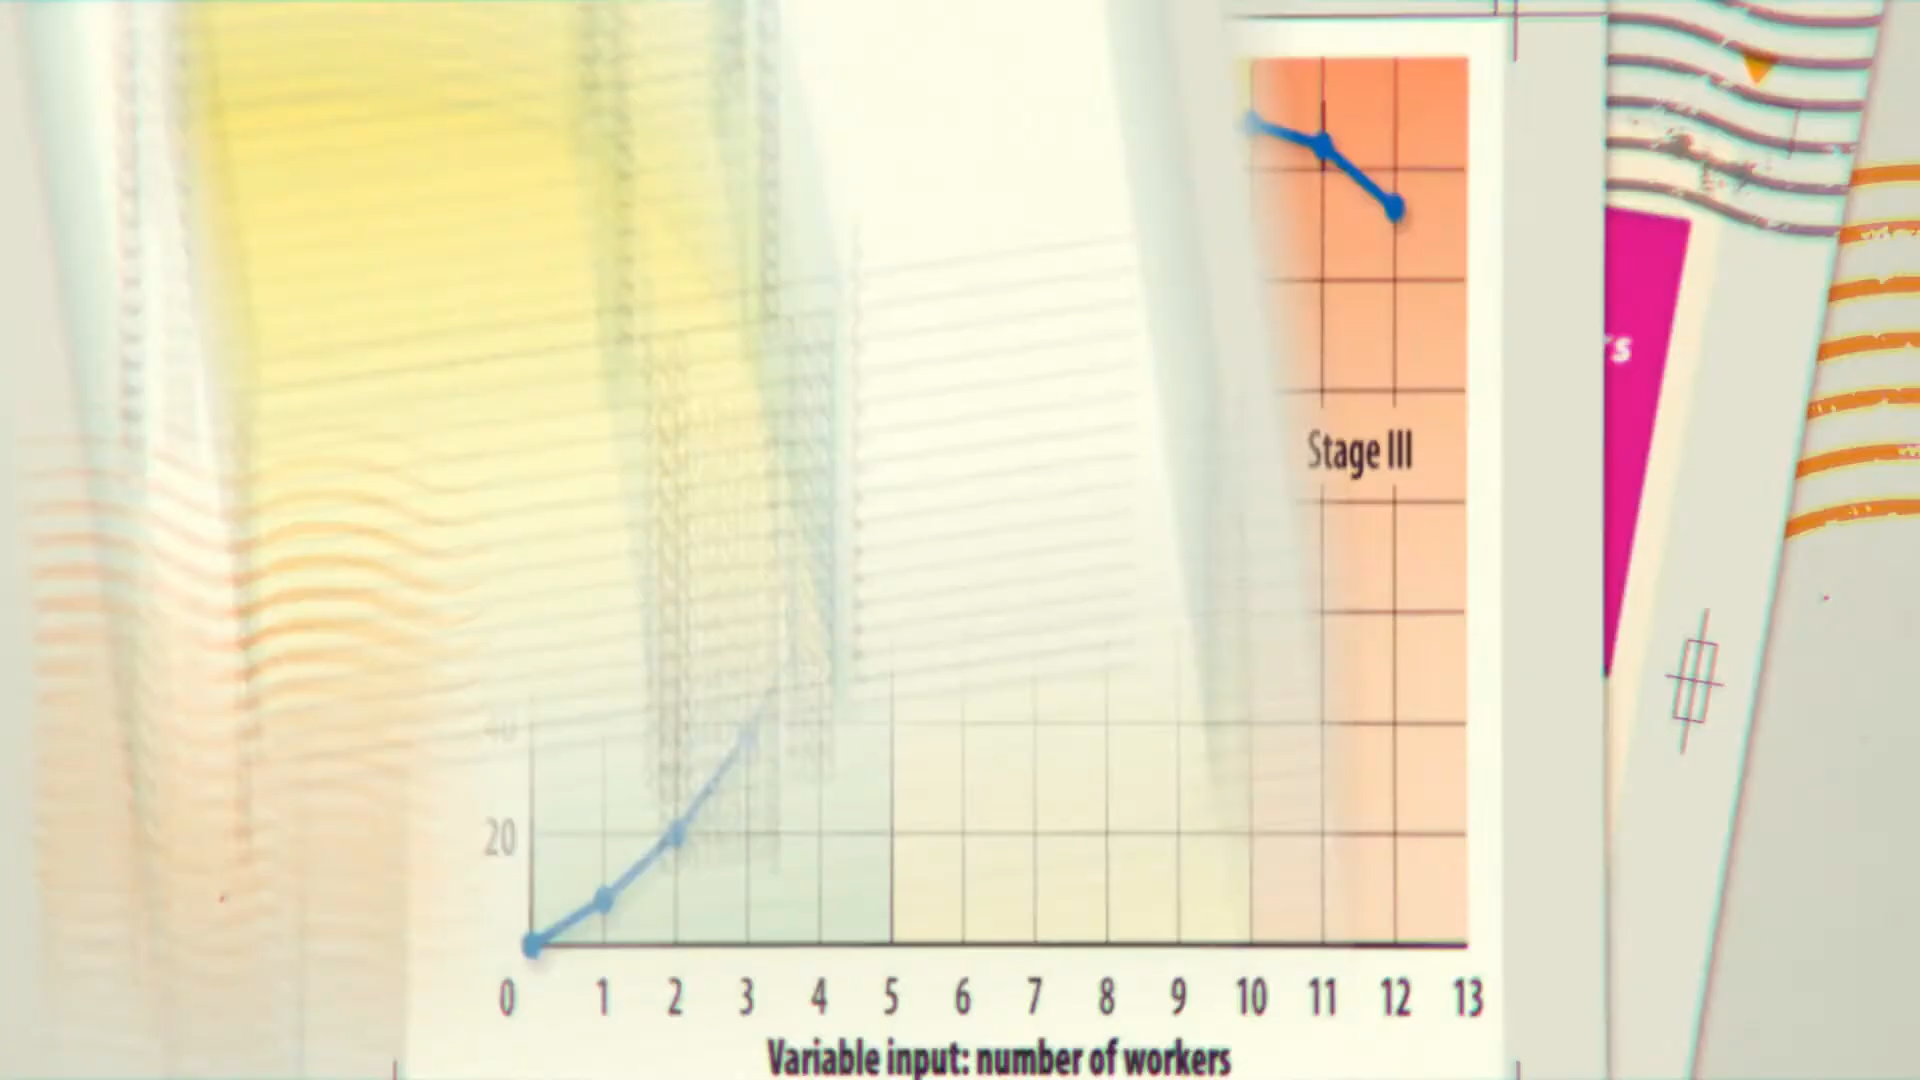 Stage III
's
40
20
0 1 2 3 4 5 6 7 8 9 10 11 12 13
Variable input: number of workers